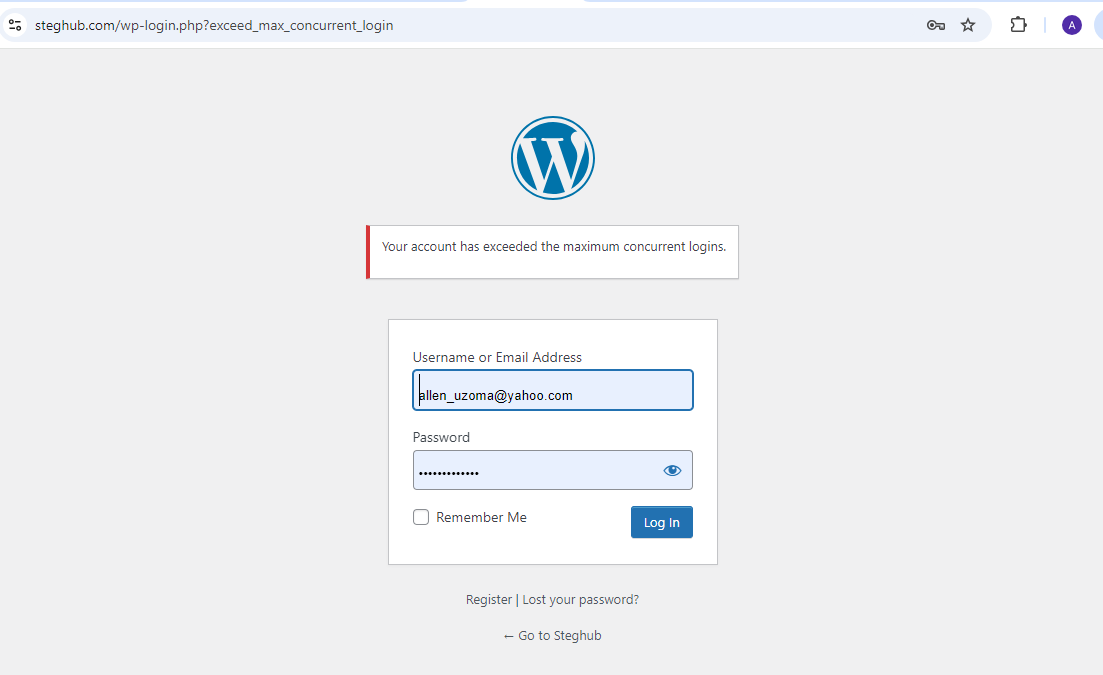 steghub.com/wp-login.php?exceed_max_concurrent_login
A
Your account has exceeded the maximum concurrent logins.
Username or Email Address
allen_uzoma@yahoo.com
Password
•••••••••••••
Remember Me
Log In
Register | Lost your password?
← Go to Steghub